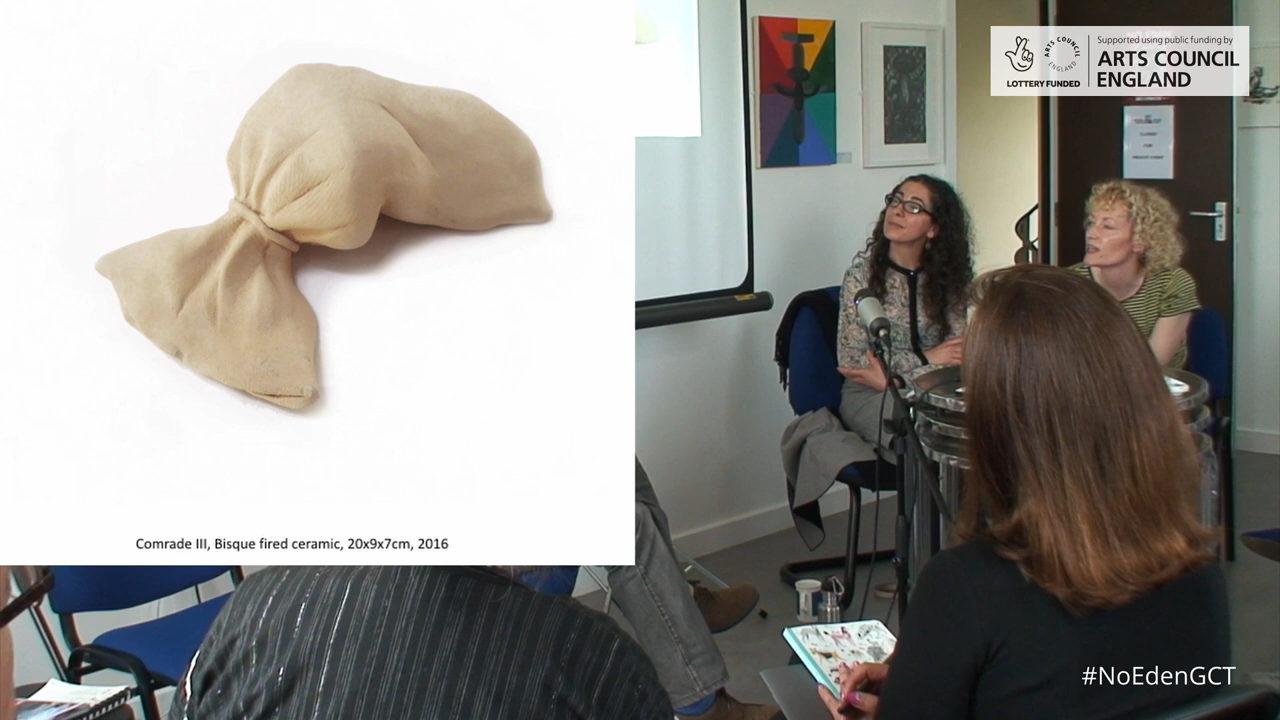 Supported using public funding by
ARTS COUNCIL
ENGLAND
LOTTERY FUNDED
ARTS COUNCIL
ENGLAND
Comrade III, Bisque fired ceramic, 20x9x7cm, 2016
#NoEdenGCT